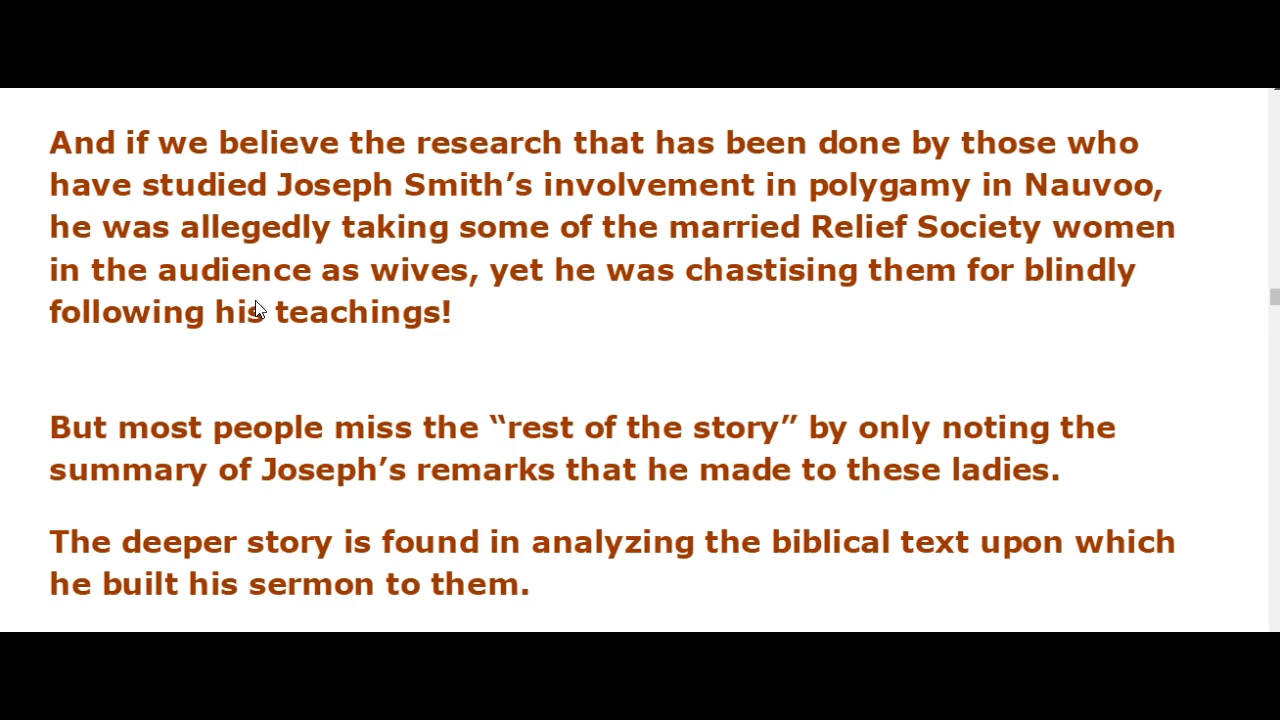 And if we believe the research that has been done by those who
have studied Joseph Smith’s involvement in polygamy in Nauvoo,
he was allegedly taking some of the married Relief Society women
in the audience as wives, yet he was chastising them for blindly
following his teachings!
But most people miss the “rest of the story” by only noting the
summary of Joseph’s remarks that he made to these ladies.
The deeper story is found in analyzing the biblical text upon which
he built his sermon to them.